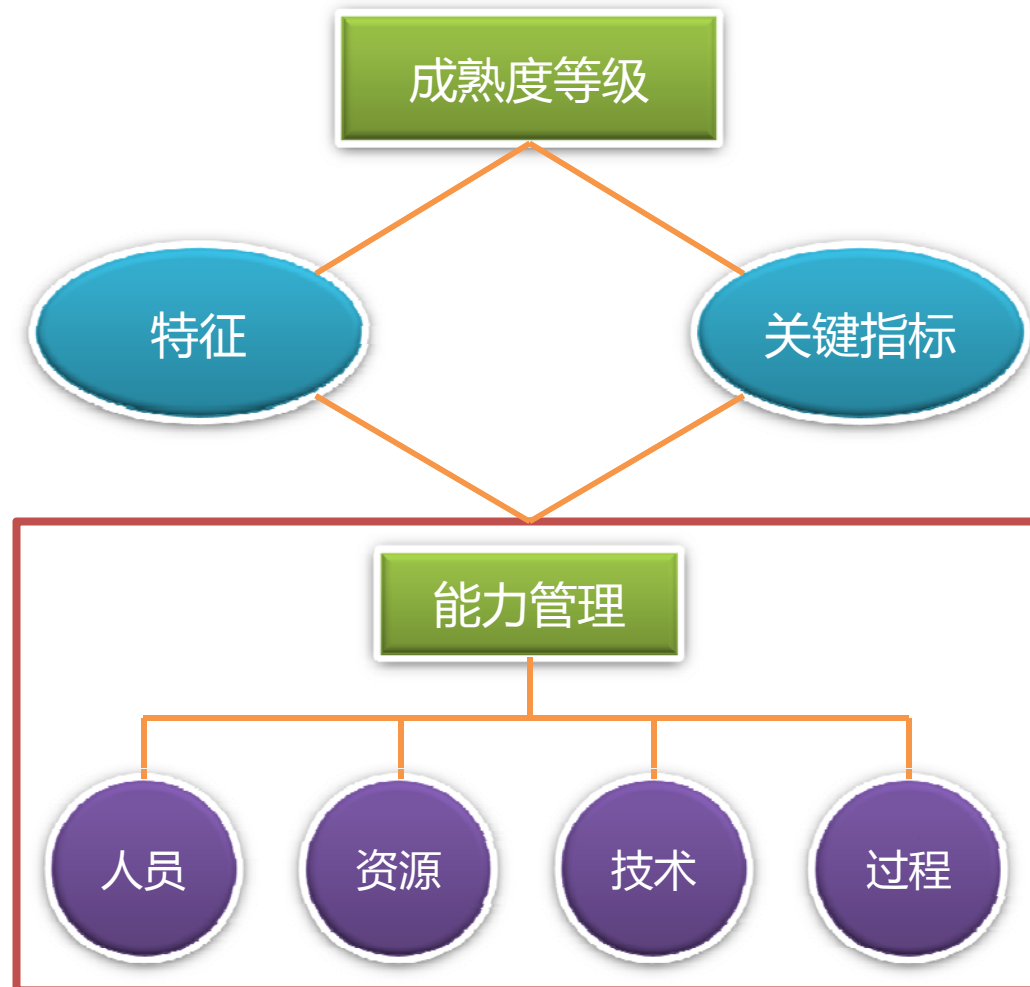 成熟度等级
特征
关键指标
能力管理
人员
资源
技术
过程